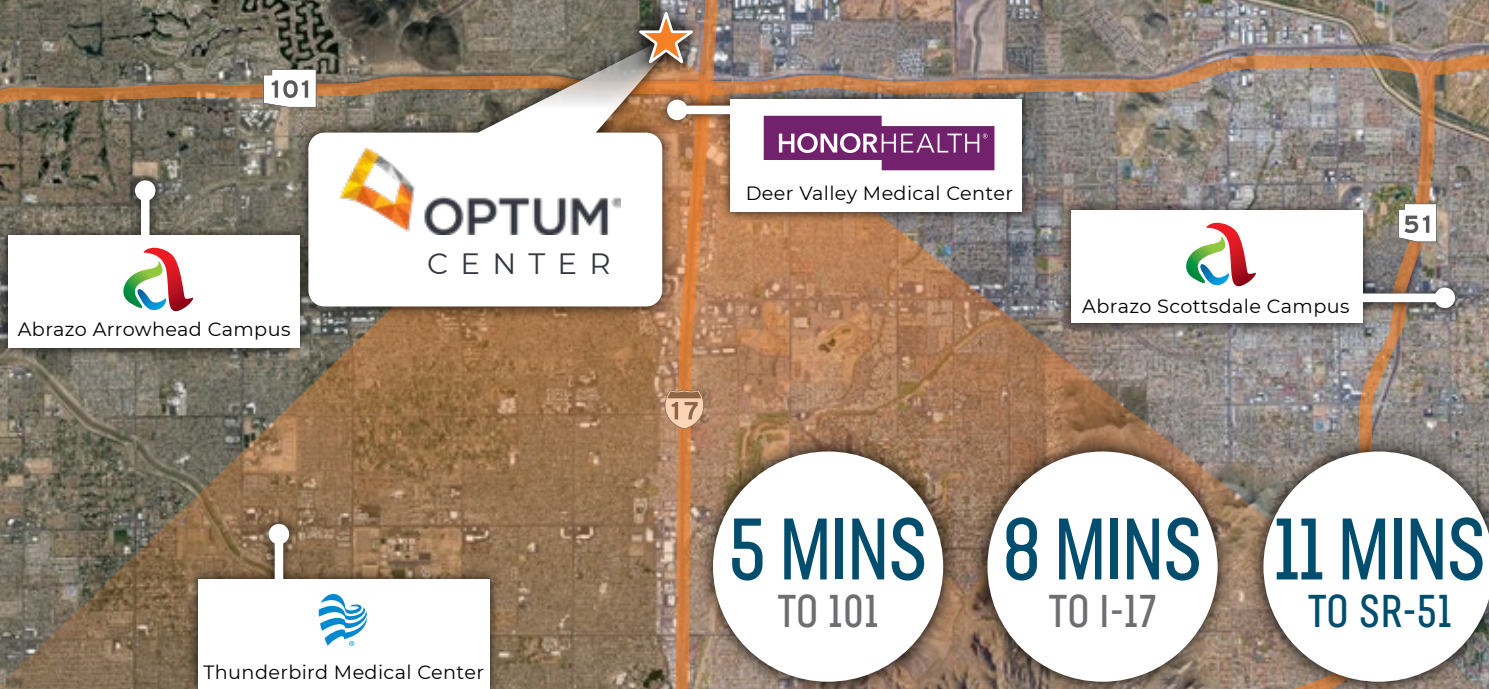 101
HONORHEALTH®
Deer Valley Medical Center
OPTUM®
CENTER
51
Abrazo Arrowhead Campus
Abrazo Scottsdale Campus
17
5 MINS
TO 101
8 MINS
TO I-17
11 MINS
TO SR-51
Thunderbird Medical Center